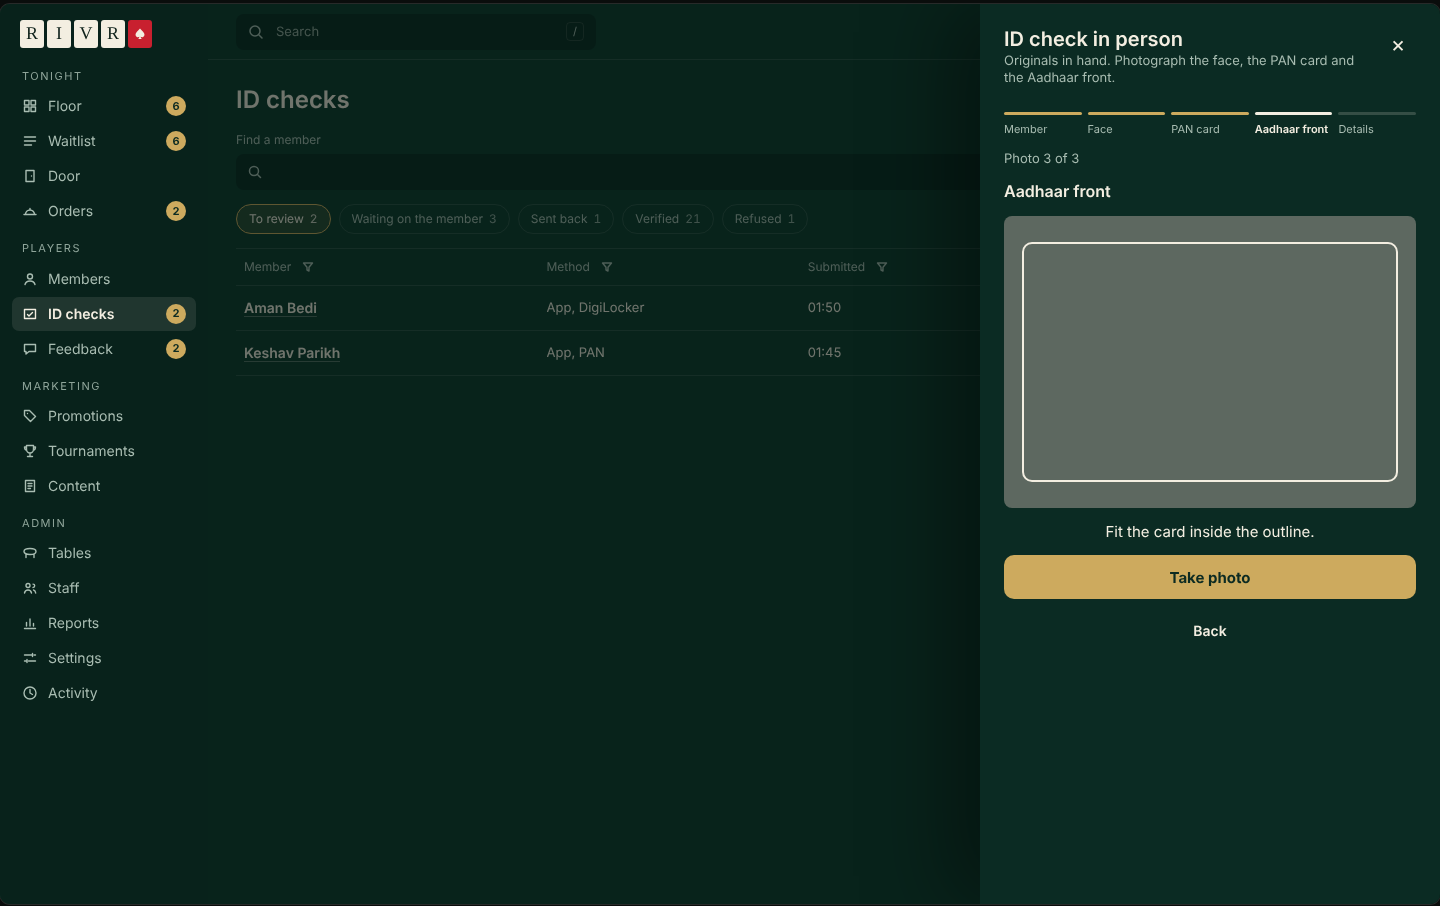 RIVR
TONIGHT
Floor 6
Waitlist 6
Door
Orders 2
PLAYERS
Members
ID checks 2
Feedback 2
MARKETING
Promotions
Tournaments
Content
ADMIN
Tables
Staff
Reports
Settings
Activity
Search /
ID checks
Find a member
To review 2 Waiting on the member 3 Sent back 1 Verified 21 Refused 1
Member Method Submitted
Aman Bedi App, DigiLocker 01:50
Keshav Parikh App, PAN 01:45
ID check in person
Originals in hand. Photograph the face, the PAN card and
the Aadhaar front.
Member Face PAN card Aadhaar front Details
Photo 3 of 3
Aadhaar front
Fit the card inside the outline.
Take photo
Back